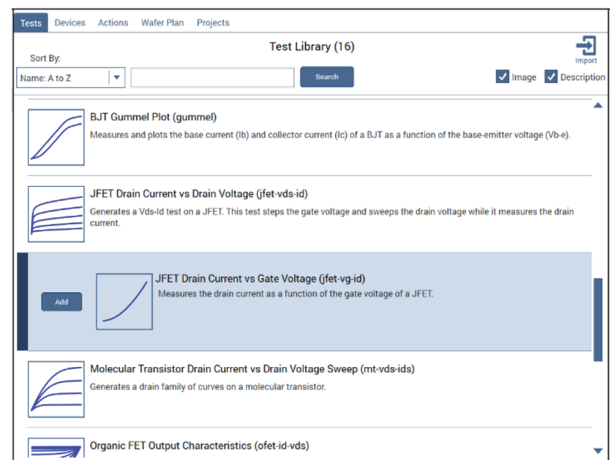 Tests Devices Actions Wafer Plan Projects
Test Library (16)
Sort By:
Import
Name: A to Z
Search
Image
Description
BJT Gummel Plot (gummel)
Measures and plots the base current (Ib) and collector current (Ic) of a BJT as a function of the base-emitter voltage (Vb-e).
JFET Drain Current vs Drain Voltage (jfet-vds-id)
Generates a Vds-Id test on a JFET. This test steps the gate voltage and sweeps the drain voltage while it measures the drain
current.
JFET Drain Current vs Gate Voltage (jfet-vg-id)
Add
Measures the drain current as a function of the gate voltage of a JFET.
Molecular Transistor Drain Current vs Drain Voltage Sweep (mt-vds-ids)
Generates a drain family of curves on a molecular transistor.
Organic FET Output Characteristics (ofet-id-vds)